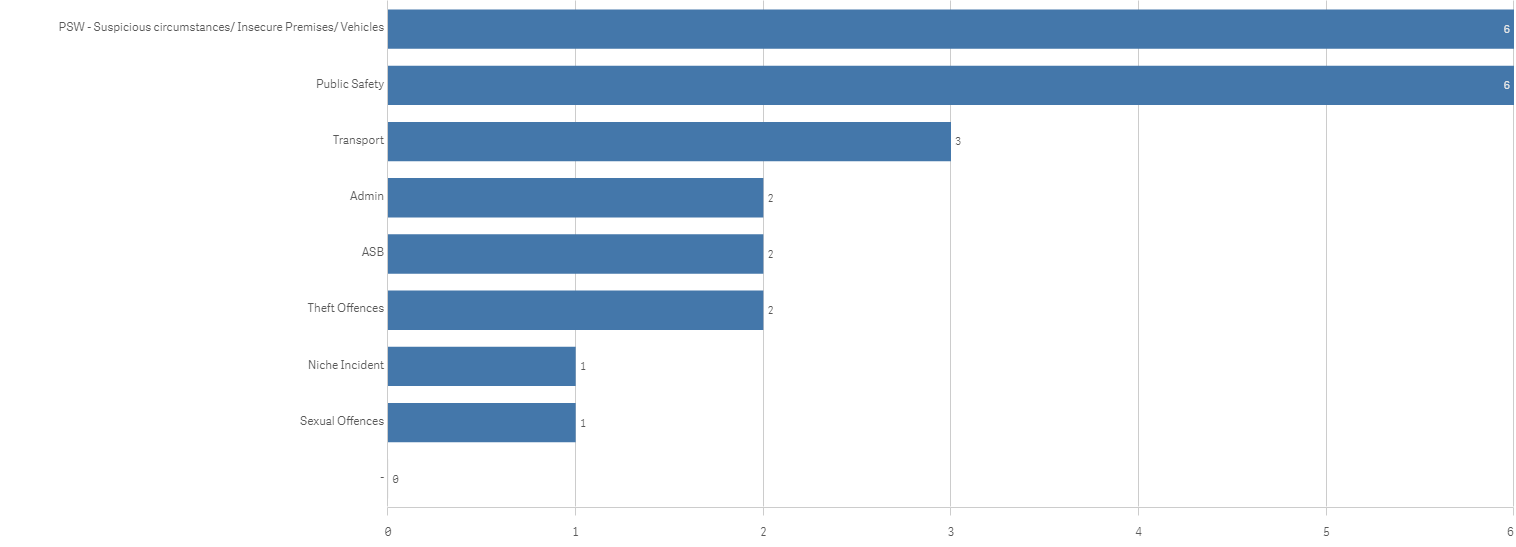 PSW - Suspicious circumstances/ Insecure Premises/ Vehicles 6
Public Safety 6
Transport 3
Admin 2
ASB 2
Theft Offences 2
Niche Incident 1
Sexual Offences 1
- 0
0 1 2 3 4 5 6